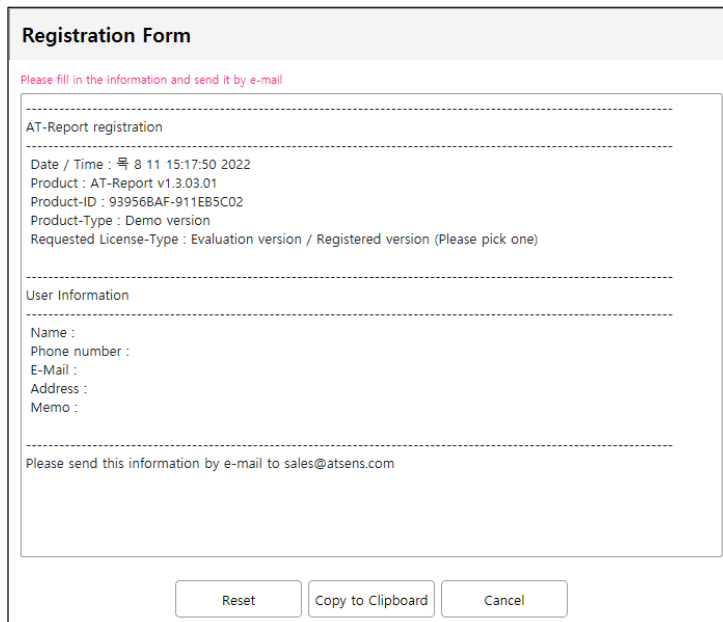 Registration Form
Please fill in the information and send it by e-mail
--------------------------------------------------------------------------------------------------------------------
AT-Report registration
--------------------------------------------------------------------------------------------------------------------
Date / Time : 목 8 11 15:17:50 2022
Product : AT-Report v1.3.03.01
Product-ID : 93956BAF-911EB5C02
Product-Type : Demo version
Requested License-Type : Evaluation version / Registered version (Please pick one)
--------------------------------------------------------------------------------------------------------------------
User Information
--------------------------------------------------------------------------------------------------------------------
Name :
Phone number :
E-Mail :
Address :
Memo :
--------------------------------------------------------------------------------------------------------------------
Please send this information by e-mail to sales@atsens.com
Reset
Copy to Clipboard
Cancel